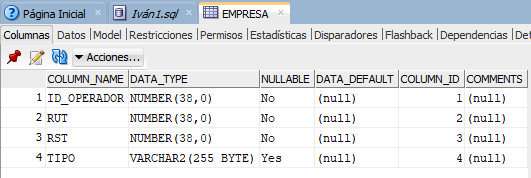 Página Inicial Iván1.sql EMPRESA
Columnas Datos Model Restricciones Permisos Estadísticas Disparadores Flashback Dependencias Det
Acciones...
COLUMN_NAME DATA_TYPE NULLABLE DATA_DEFAULT COLUMN_ID COMMENTS
1 ID_OPERADOR NUMBER(38,0) No (null) 1 (null)
2 RUT NUMBER(38,0) No (null) 2 (null)
3 RST NUMBER(38,0) No (null) 3 (null)
4 TIPO VARCHAR2(255 BYTE) Yes (null) 4 (null)